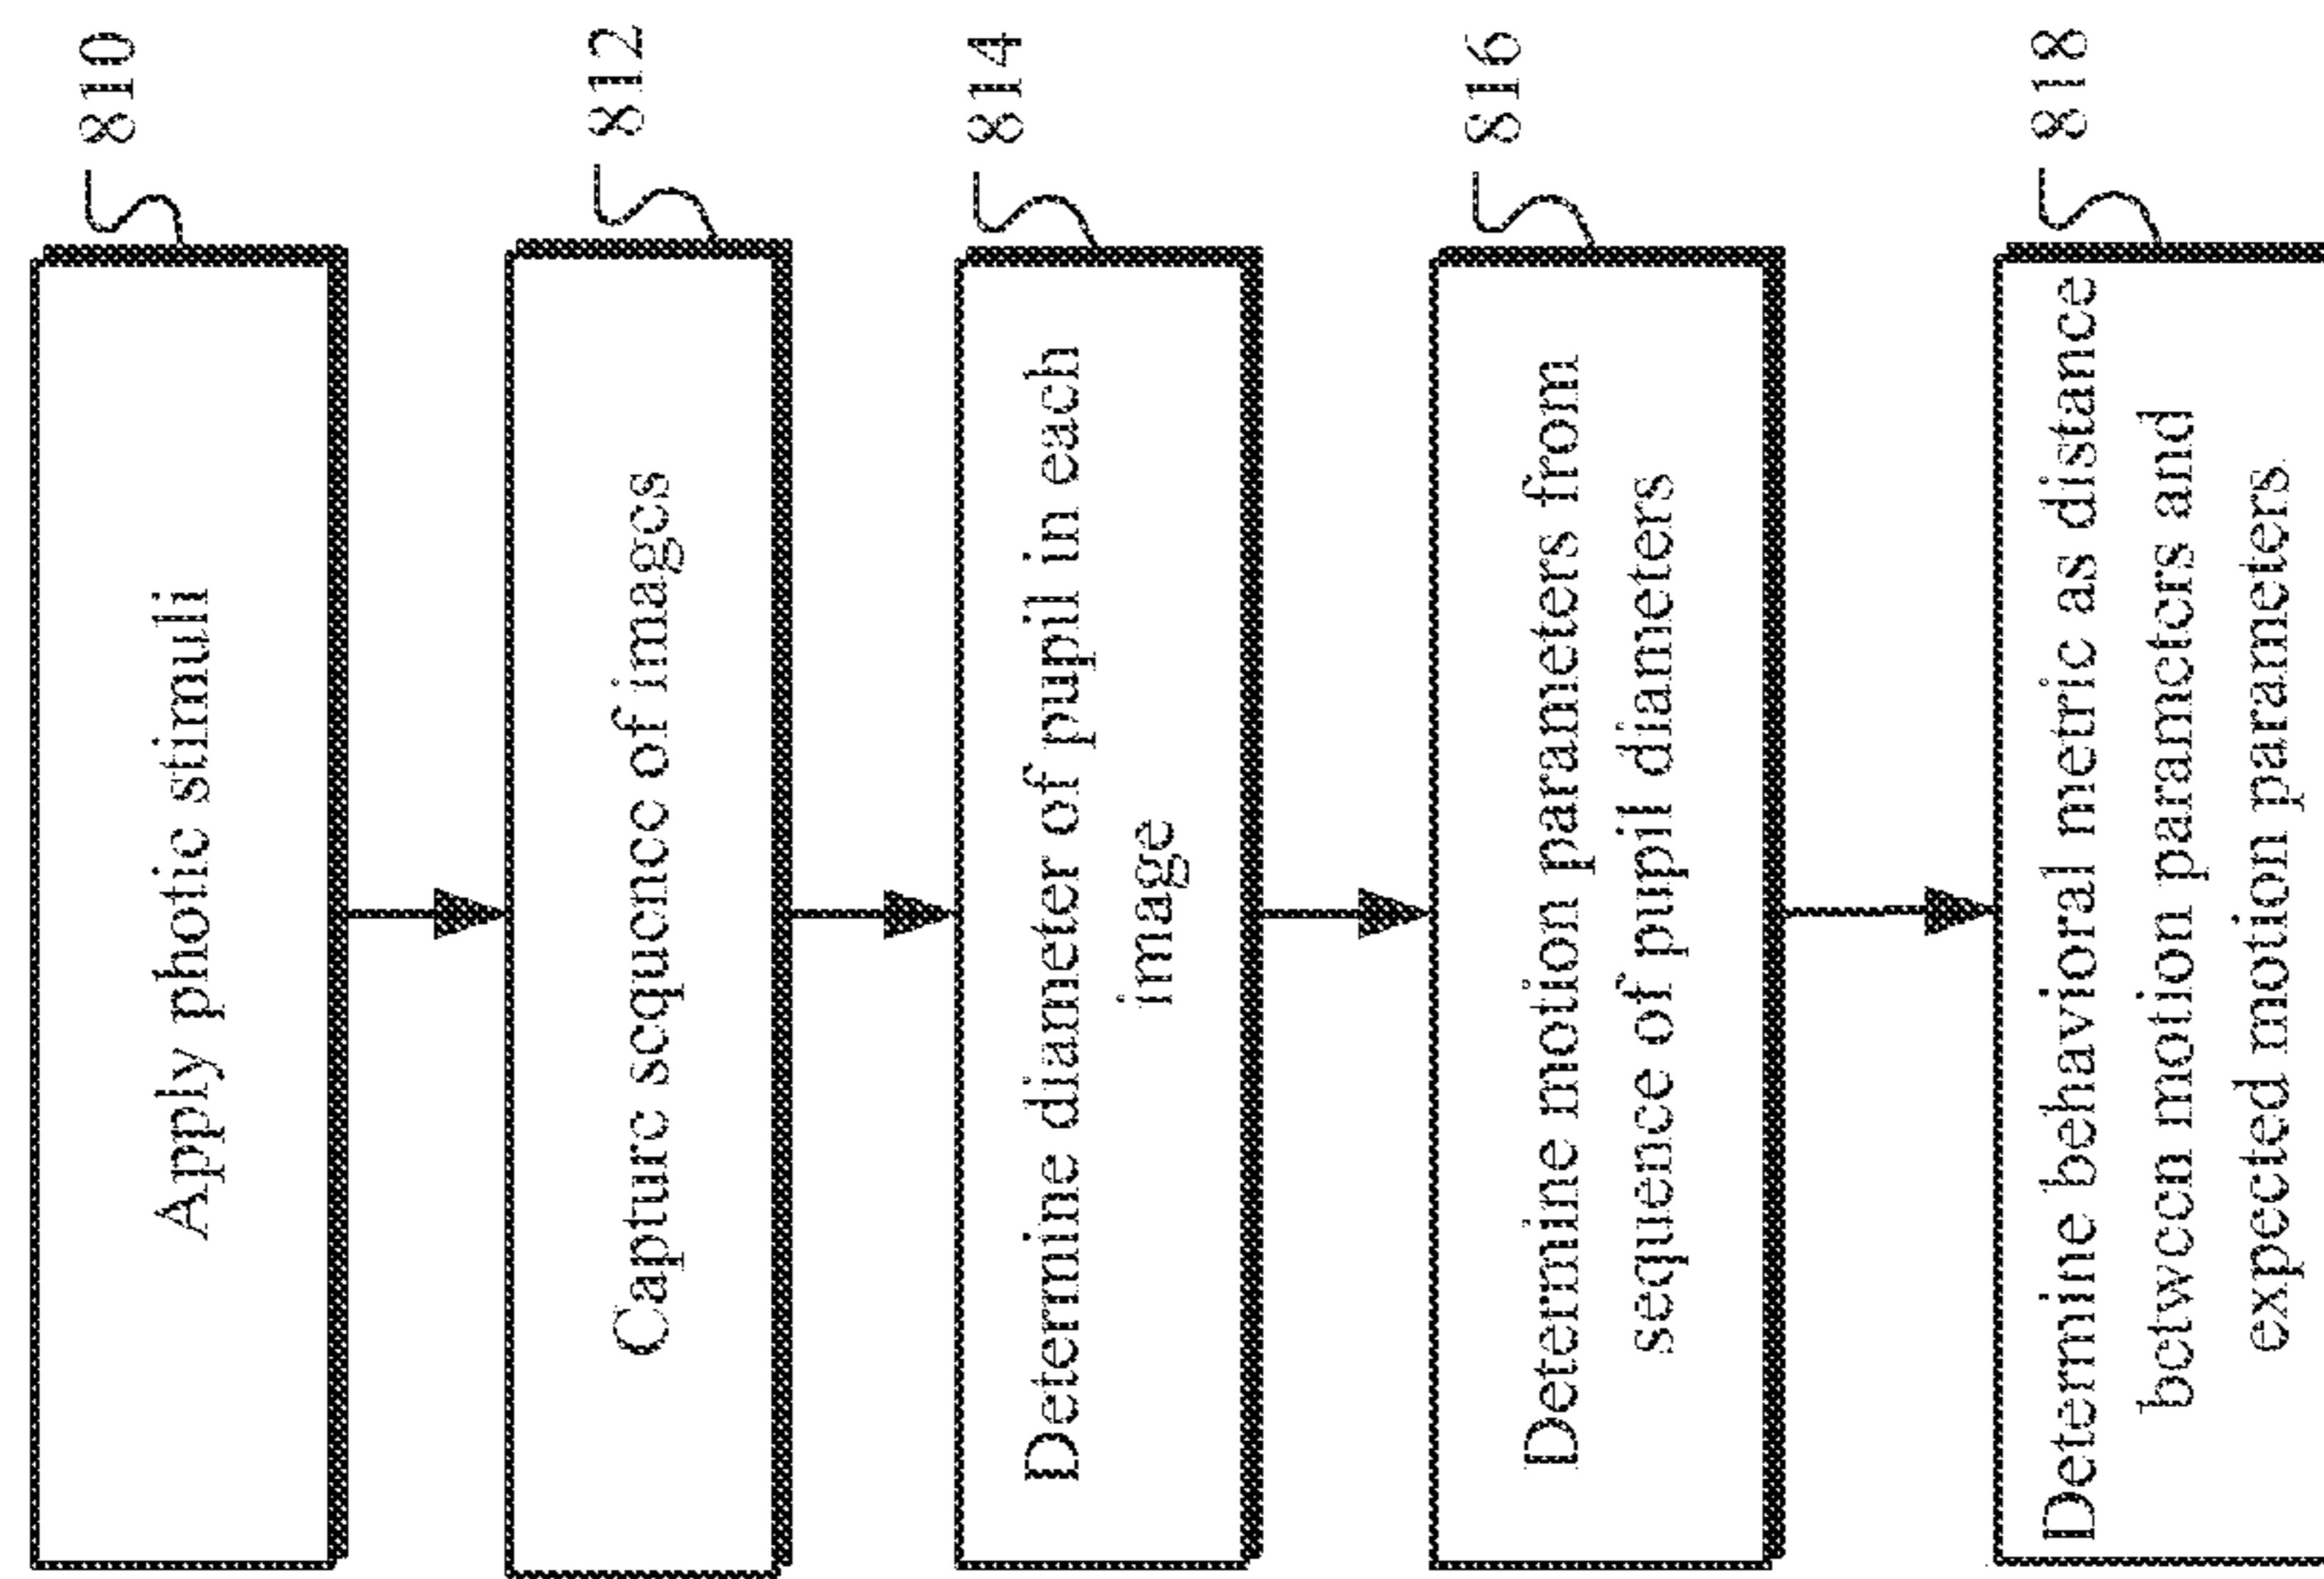 Apply photic stimuli
810
Capture sequence of images
812
Determine diameter of pupil in each
image
814
Determine motion parameters from
sequence of pupil diameters
816
Determine behavioral metric as distance
between motion parameters and
expected motion parameters
818